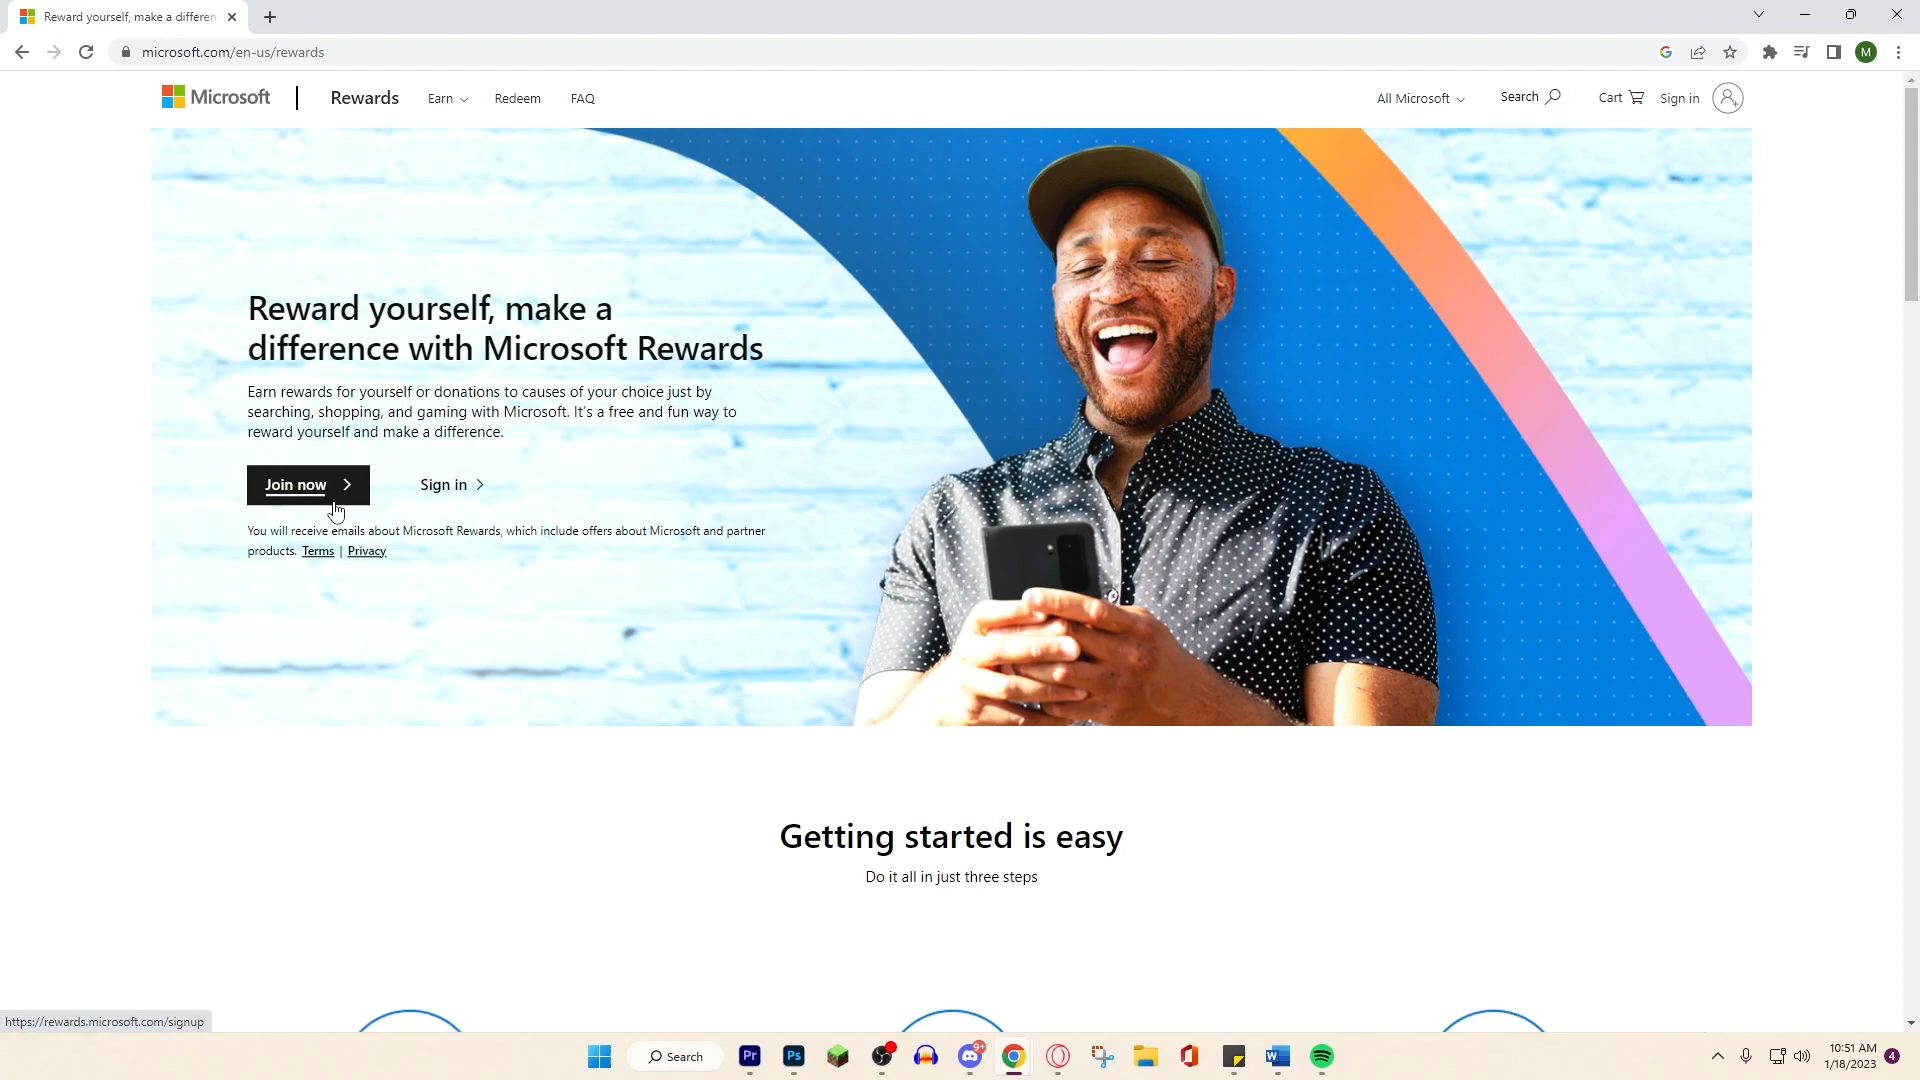 Reward yourself, make a differen
microsoft.com/en-us/rewards
M
Microsoft
Rewards
Earn
Redeem
FAQ
All Microsoft
Search
Cart
Sign in
Reward yourself, make a
difference with Microsoft Rewards
Earn rewards for yourself or donations to causes of your choice just by
searching, shopping, and gaming with Microsoft. It's a free and fun way to
reward yourself and make a difference.
Join now
Sign in
You will receive emails about Microsoft Rewards, which include offers about Microsoft and partner
products. Terms | Privacy
Getting started is easy
Do it all in just three steps
https://rewards.microsoft.com/signup
Search
Pr
Ps
9+
W
10:51 AM
1/18/2023
4